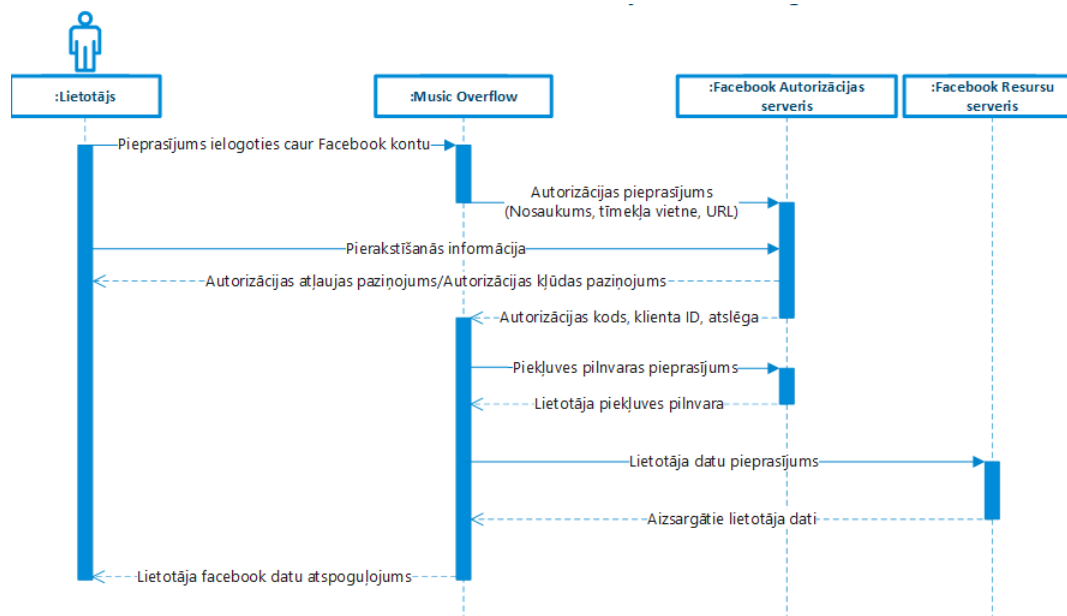 :Lietotājs
:Music Overflow
:Facebook Autorizācijas
serveris
:Facebook Resursu
serveris
Pieprasījums ielogoties caur Facebook kontu
Autorizācijas pieprasījums
(Nosaukums, tīmekļa vietne, URL)
Pierakstīšanās informācija
Autorizācijas atļaujas paziņojums/Autorizācijas kļūdas paziņojums
Autorizācijas kods, klienta ID, atslēga
Piekļuves pilnvaras pieprasījums
Lietotāja piekļuves pilnvara
Lietotāja datu pieprasījums
Aizsargātie lietotāja dati
Lietotāja facebook datu atspoguļojums